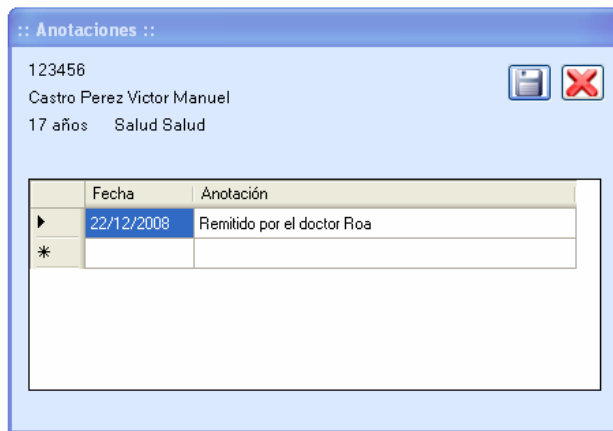 :: Anotaciones ::
123456
Castro Perez Victor Manuel
17 años Salud Salud
Fecha Anotación
22/12/2008 Remitido por el doctor Roa